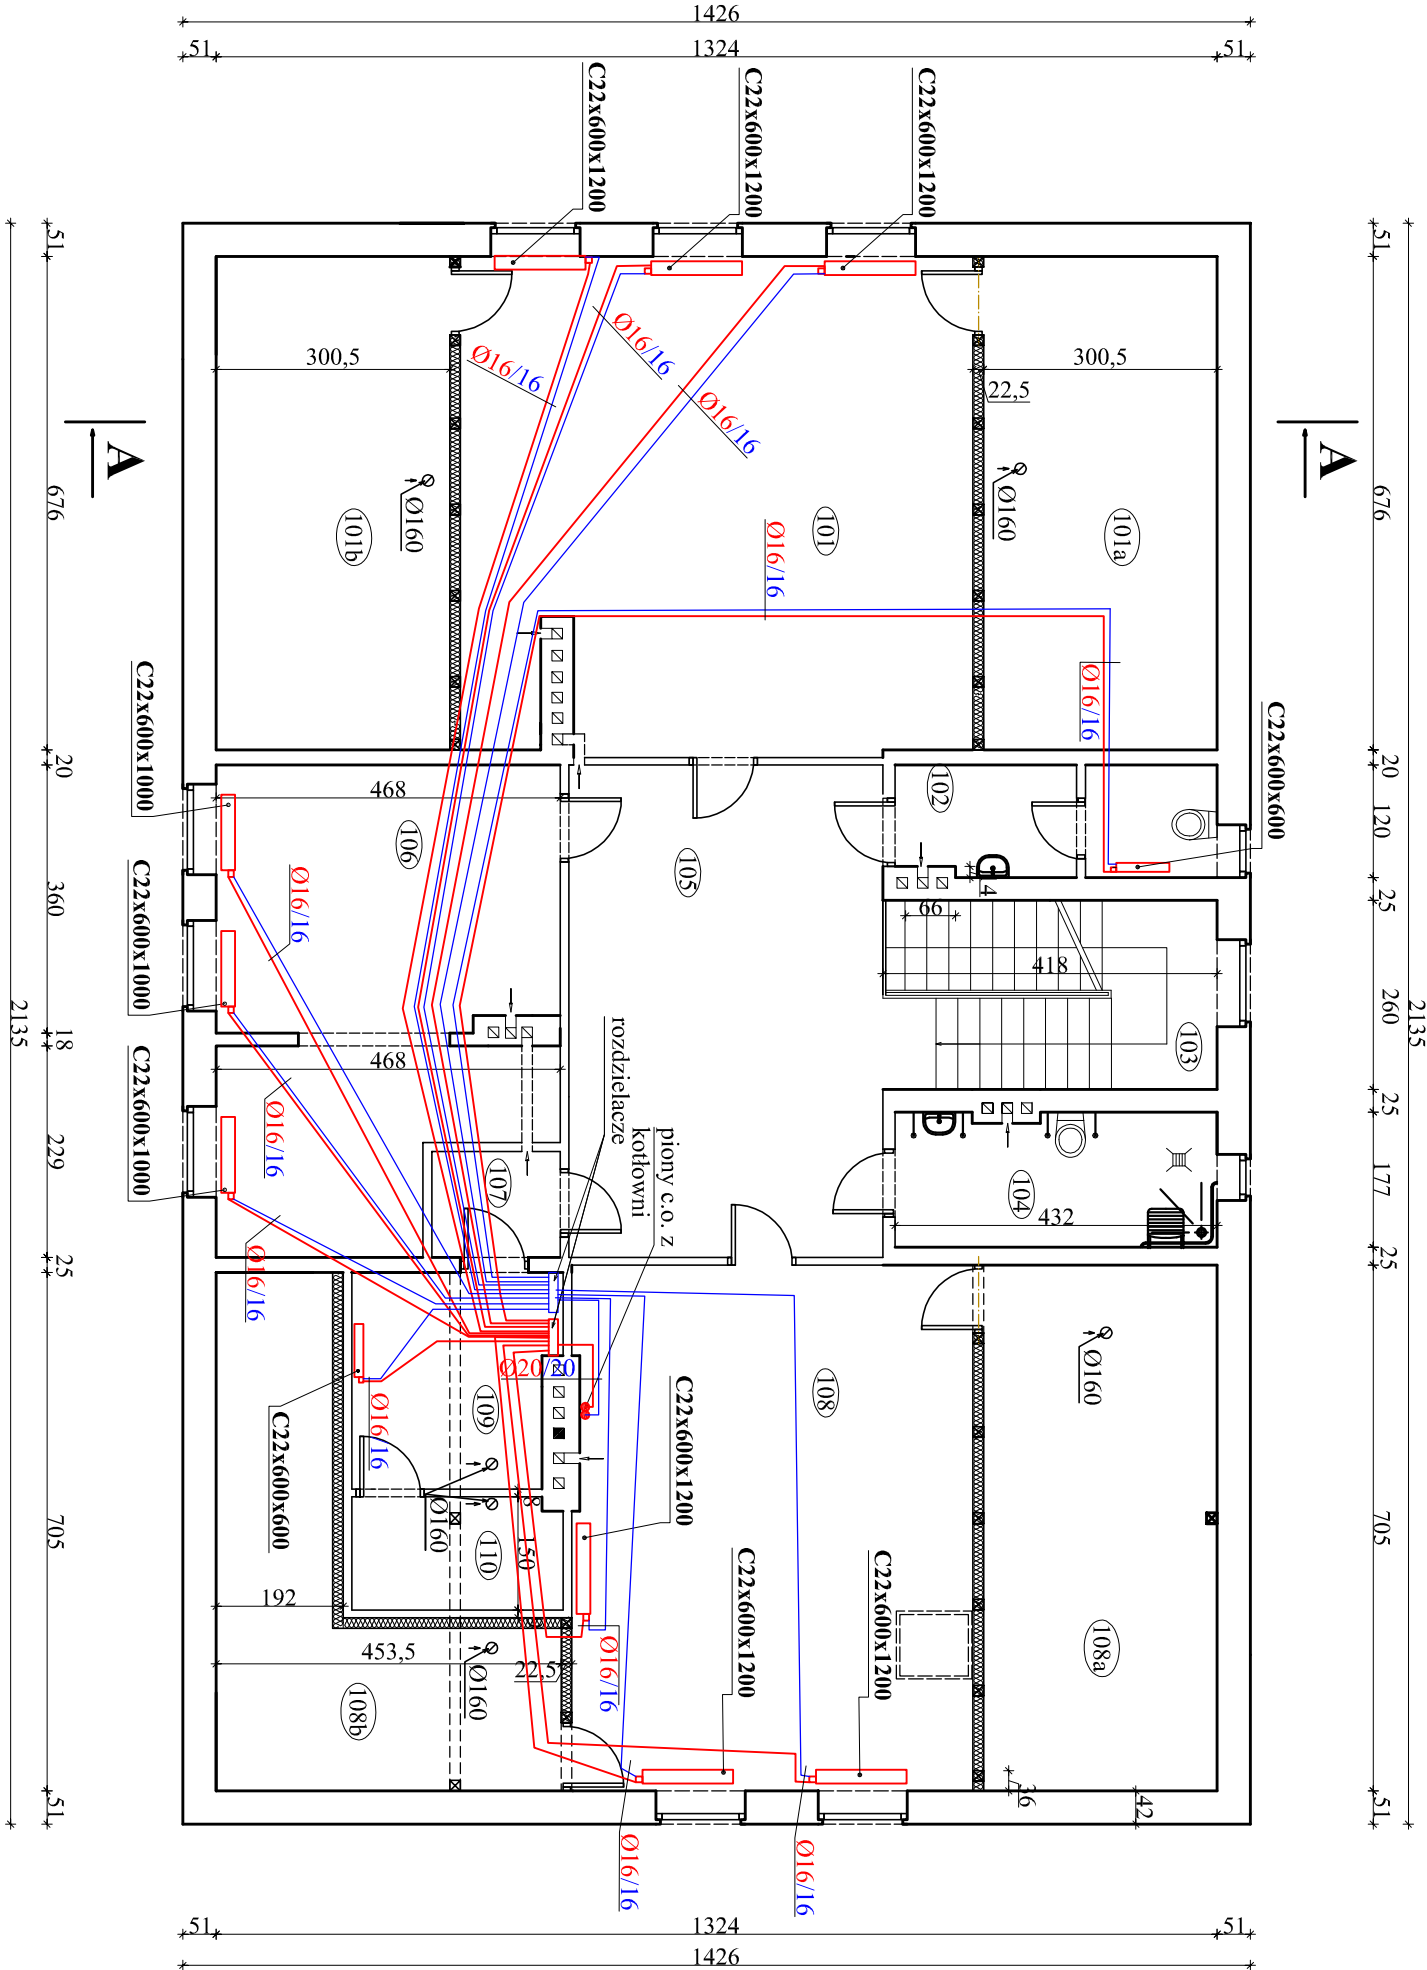 1426
51
1324
51
C22x600x1200
C22x600x1200
C22x600x1200
51
51
300,5
300,5
22,5
Ø16/16
Ø16/16
Ø16/16
A
A
676
676
Ø160
Ø160
101b
101
101a
Ø16/16
Ø16/16
C22x600x1000
C22x600x600
20
20
468
106
105
102
120
14
66
25
Ø16/16
360
C22x600x1000
418
260
103
2135
2135
18
rozdzielacze
468
C22x600x1000
Ø16/16
piony c.o. z
kotłowni
229
107
104
432
177
25
25
25
Ø16/16
Ø20/20
Ø160
109
108
Ø16/16
C22x600x600
C22x600x1200
Ø160
8
110
150
705
705
192
453,5
22,5
Ø160
108b
Ø16/16
C22x600x1200
C22x600x1200
108a
36
42
51
51
Ø16/16
Ø16/16
51
1324
51
1426